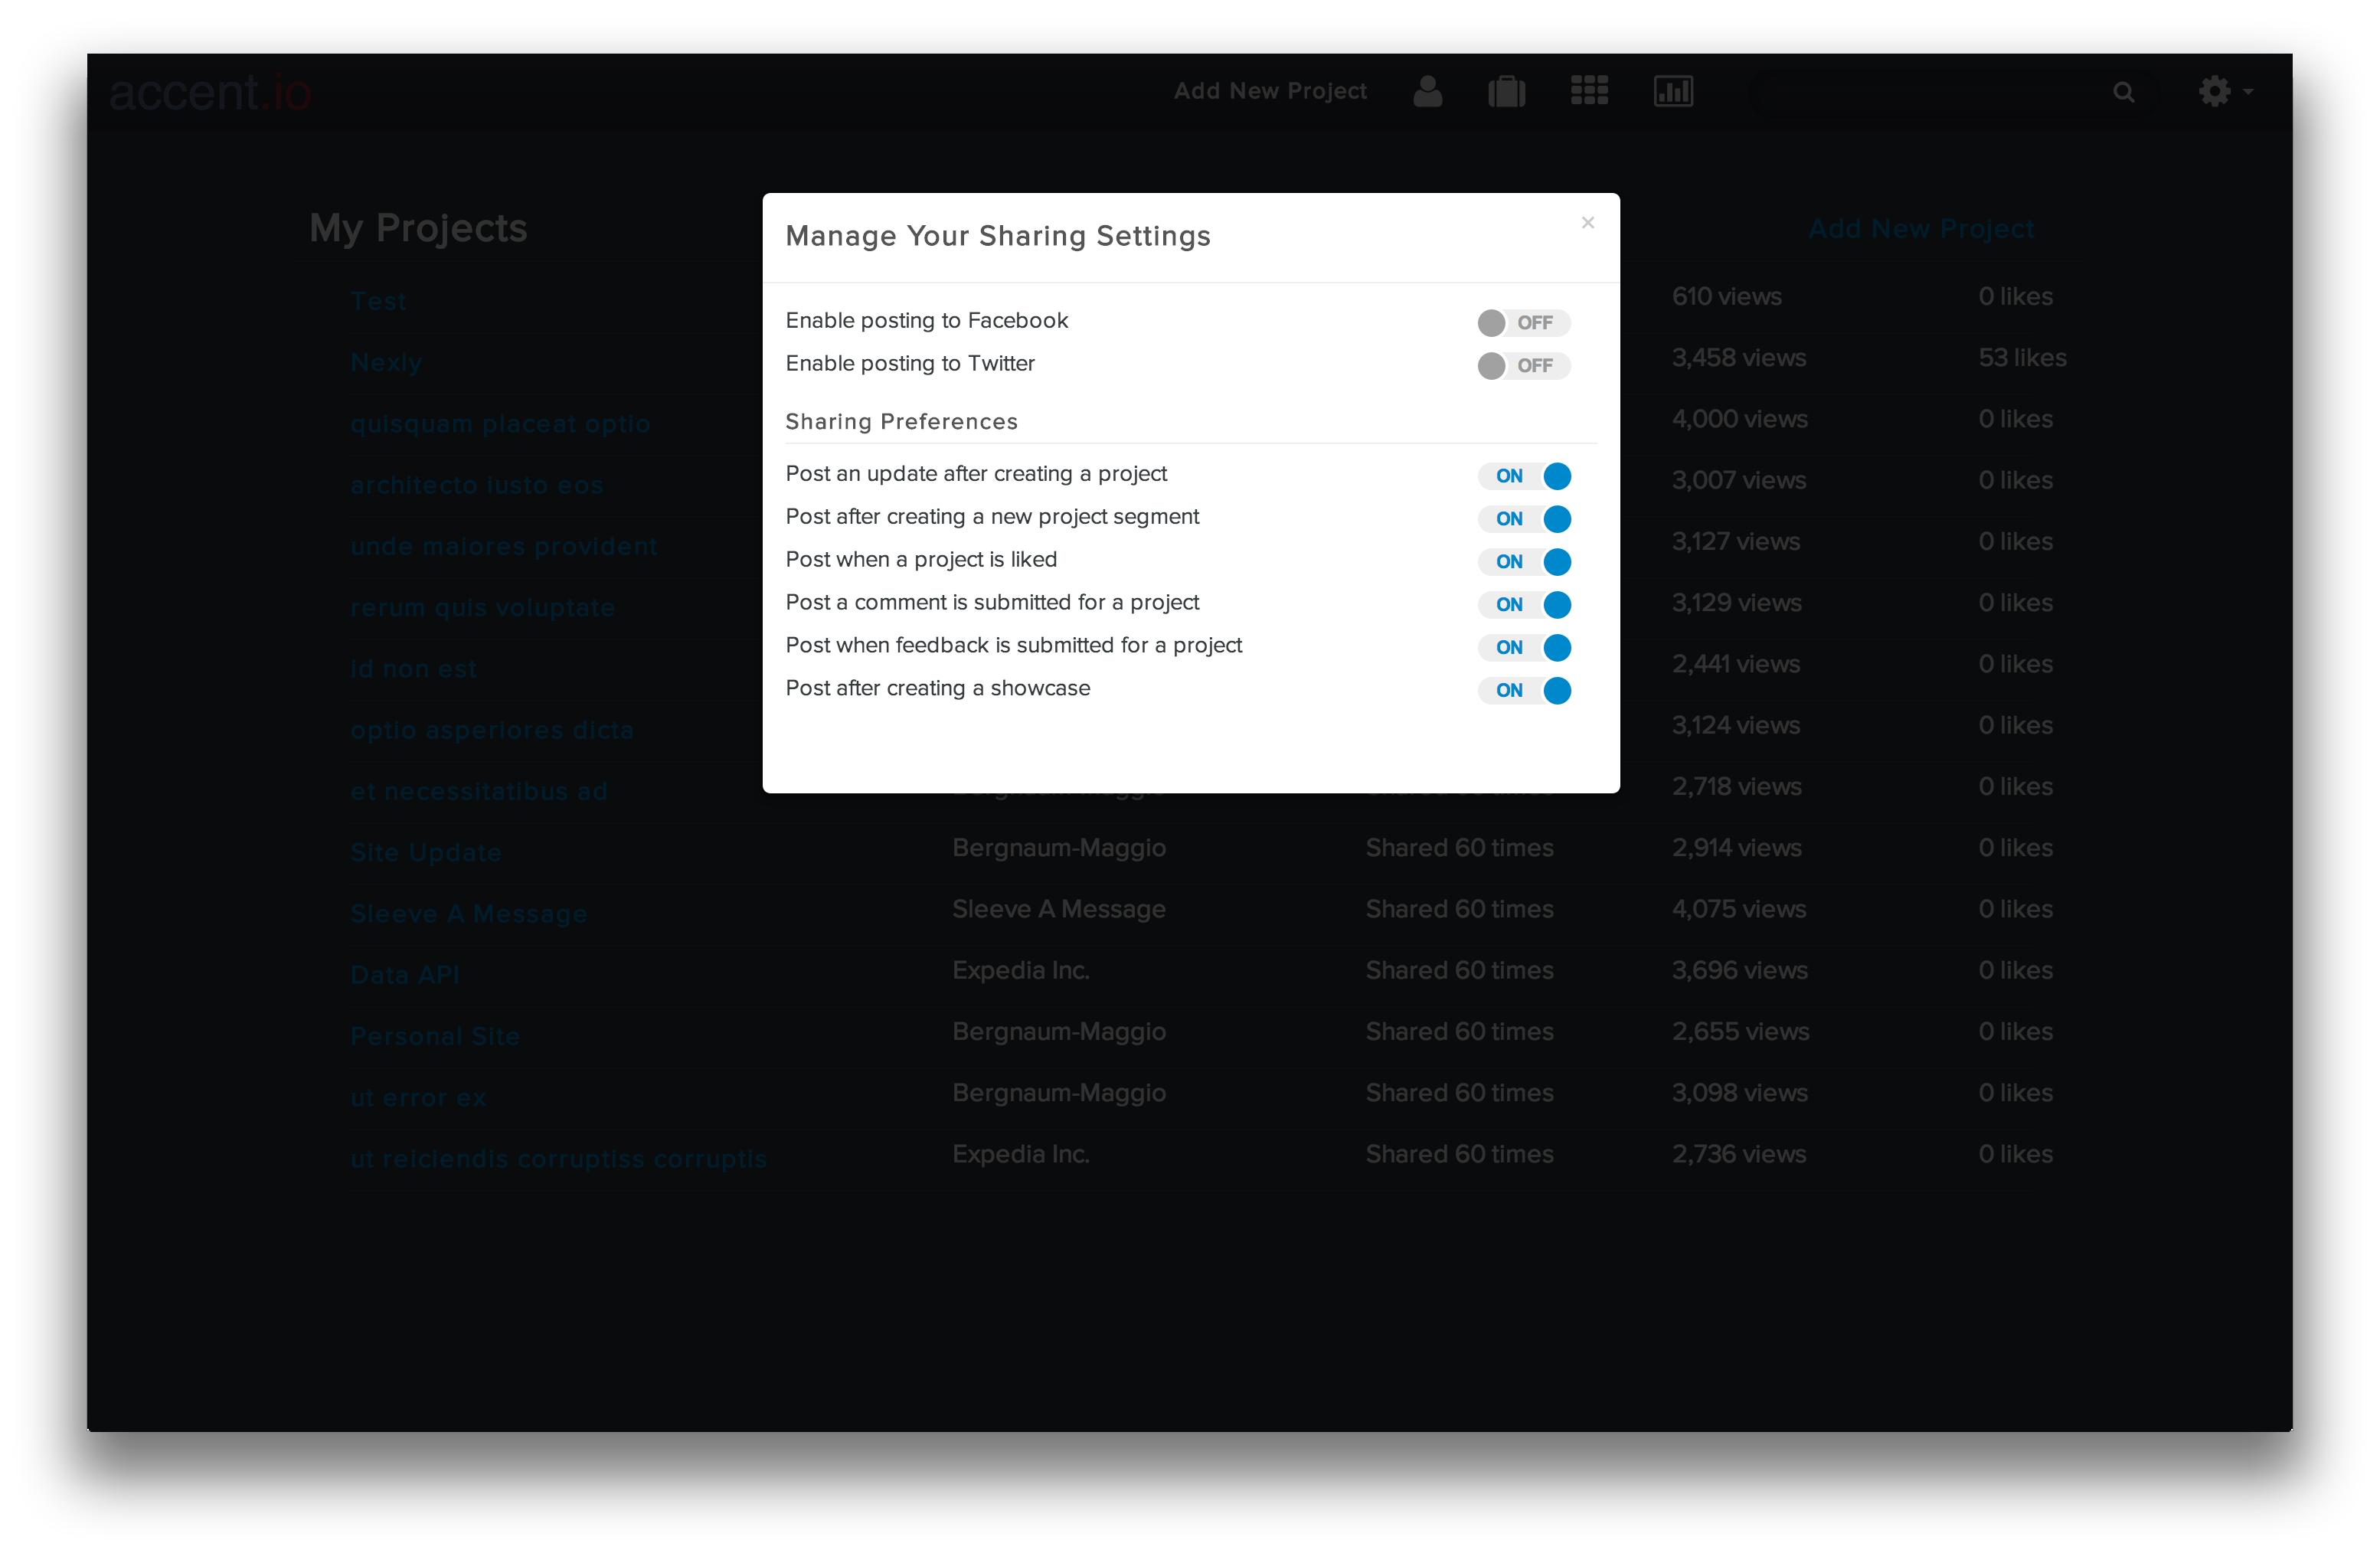 accent.io
Add New Project
My Projects
Add New Project
Manage Your Sharing Settings
×
Enable posting to Facebook OFF
Enable posting to Twitter OFF
Sharing Preferences
Post an update after creating a project ON
Post after creating a new project segment ON
Post when a project is liked ON
Post a comment is submitted for a project ON
Post when feedback is submitted for a project ON
Post after creating a showcase ON
Test 610 views 0 likes
Nexly 3,458 views 53 likes
quisquam placeat optio 4,000 views 0 likes
architecto iusto eos 3,007 views 0 likes
unde maiores provident 3,127 views 0 likes
rerum quis voluptate 3,129 views 0 likes
id non est 2,441 views 0 likes
optio asperiores dicta 3,124 views 0 likes
et necessitatibus ad 2,718 views 0 likes
Site Update Bergnaum-Maggio Shared 60 times 2,914 views 0 likes
Sleeve A Message Sleeve A Message Shared 60 times 4,075 views 0 likes
Data API Expedia Inc. Shared 60 times 3,696 views 0 likes
Personal Site Bergnaum-Maggio Shared 60 times 2,655 views 0 likes
ut error ex Bergnaum-Maggio Shared 60 times 3,098 views 0 likes
ut reiciendis corruptiss corruptis Expedia Inc. Shared 60 times 2,736 views 0 likes